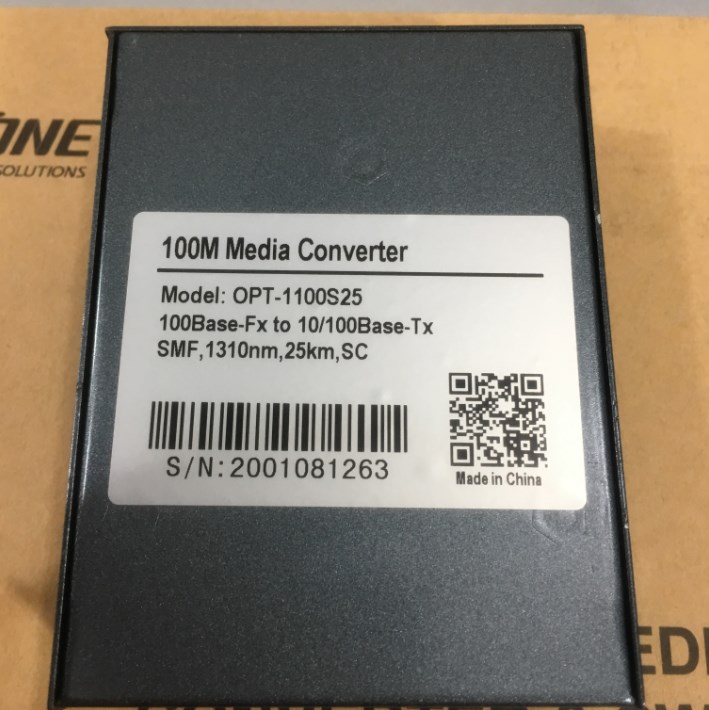 SOLUTIONS
100M Media Converter
Model: OPT-1100S25
100Base-Fx to 10/100Base-Tx
SMF,1310nm,25km,SC
S/N:2001081263
Made in China